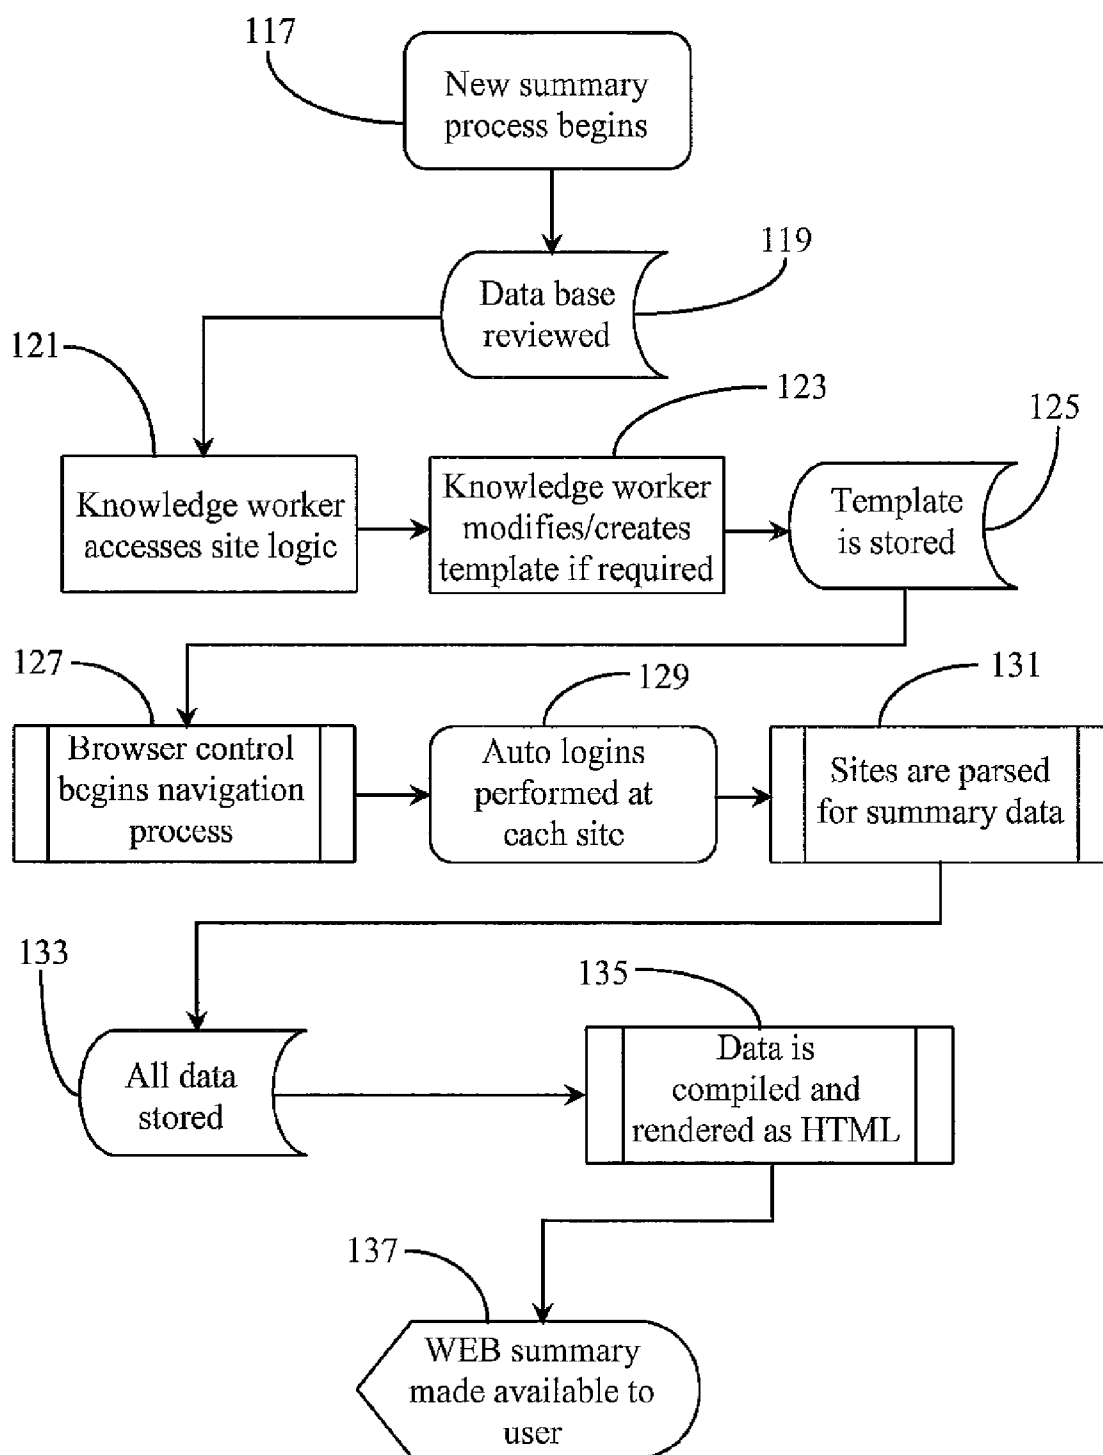 117
New summary
process begins
119
Data base
reviewed
121
123
125
Knowledge worker
accesses site logic
Knowledge worker
modifies/creates
template if required
Template
is stored
127
129
131
Browser control
begins navigation
process
Auto logins
performed at
each site
Sites are parsed
for summary data
133
135
All data
stored
Data is
compiled and
rendered as HTML
137
WEB summary
made available to
user